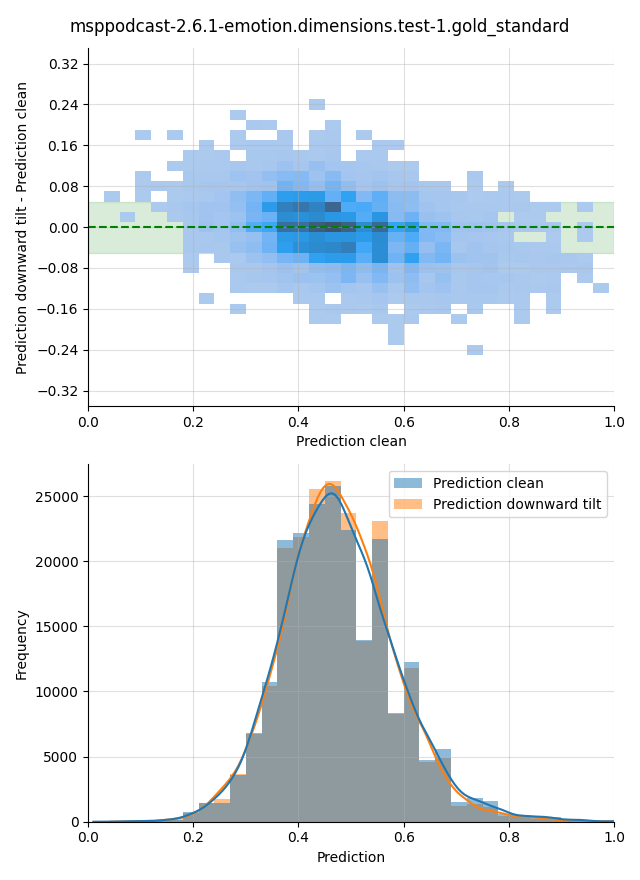 msppodcast-2.6.1-emotion.dimensions.test-1.gold_standard
0.32
0.24
0.16
0.08
0.00
−0.08
−0.16
−0.24
−0.32
Prediction downward tilt - Prediction clean
0.0 0.2 0.4 0.6 0.8 1.0
Prediction clean
25000
20000
15000
10000
5000
0
Frequency
Prediction clean
Prediction downward tilt
0.0 0.2 0.4 0.6 0.8 1.0
Prediction